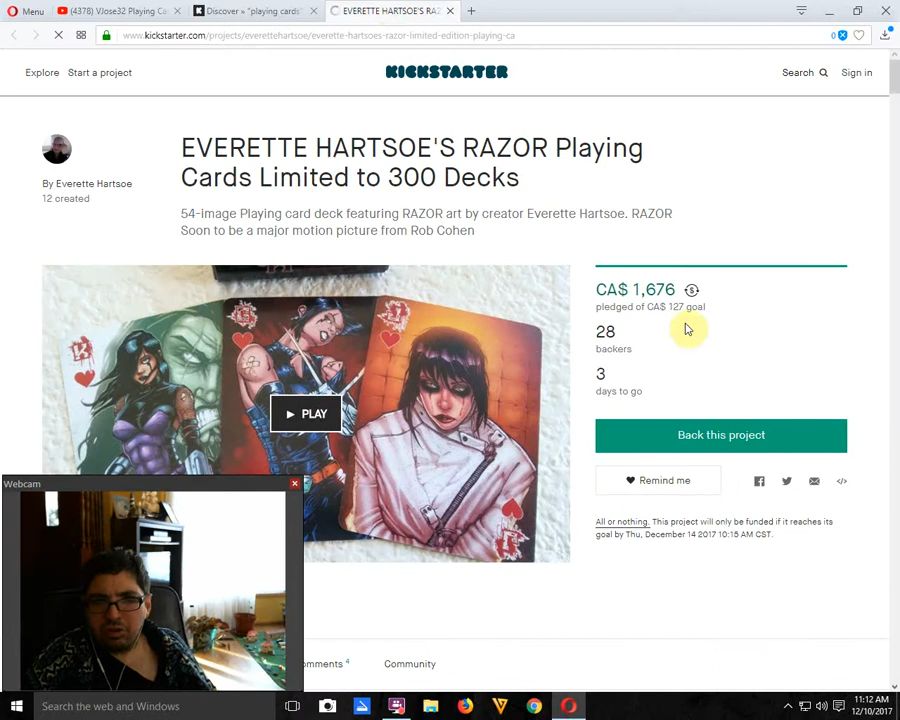 Menu
(4378) VJose32 Playing Ca
Discover » "playing cards"
EVERETTE HARTSOE'S RAZ
www.kickstarter.com/projects/everettehartsoe/everette-hartsoes-razor-limited-edition-playing-ca
0
Explore
Start a project
KICKSTARTER
Search
Sign in
By Everette Hartsoe
12 created
EVERETTE HARTSOE'S RAZOR Playing
Cards Limited to 300 Decks
54-image Playing card deck featuring RAZOR art by creator Everette Hartsoe. RAZOR
Soon to be a major motion picture from Rob Cohen
CA$ 1,676
pledged of CA$ 127 goal
28
backers
3
days to go
PLAY
Back this project
Remind me
All or nothing. This project will only be funded if it reaches its
goal by Thu, December 14 2017 10:15 AM CST.
Webcam
omments 4
Community
Search the web and Windows
11:12 AM
12/10/2017